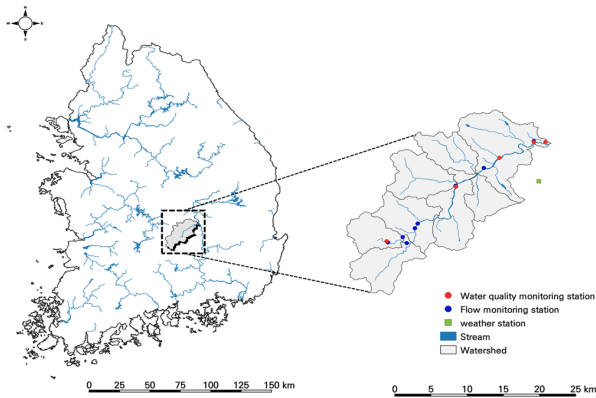 N
W
E
S
Water quality monitoring station
Flow monitoring station
weather station
Stream
Watershed
0 25 50 75 100 125 150 km
0 5 10 15 20 25 km